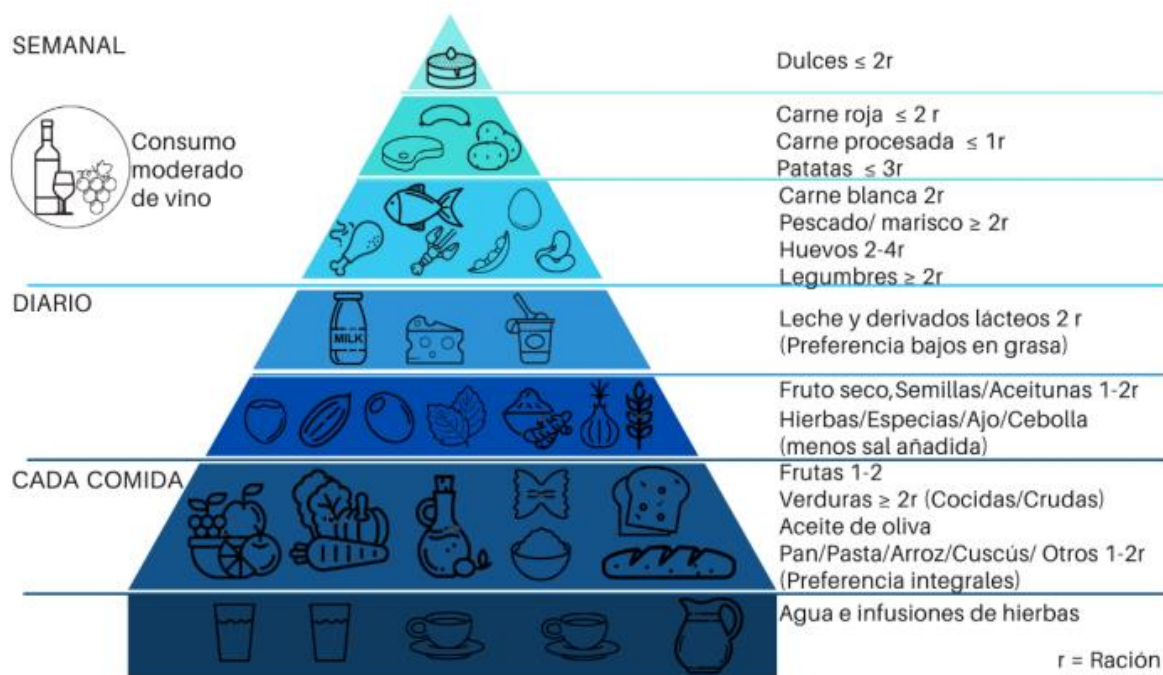 SEMANAL
Consumo
moderado
de vino
Dulces ≤ 2r
Carne roja ≤ 2 r
Carne procesada ≤ 1r
Patatas ≤ 3r
Carne blanca 2r
Pescado/ marisco ≥ 2r
Huevos 2-4r
Legumbres ≥ 2r
DIARIO
MILK
Leche y derivados lácteos 2 r
(Preferencia bajos en grasa)
Fruto seco,Semillas/Aceitunas 1-2r
Hierbas/Especias/Ajo/Cebolla
(menos sal añadida)
CADA COMIDA
Frutas 1-2
Verduras ≥ 2r (Cocidas/Crudas)
Aceite de oliva
Pan/Pasta/Arroz/Cuscús/ Otros 1-2r
(Preferencia integrales)
Agua e infusiones de hierbas
r = Ración